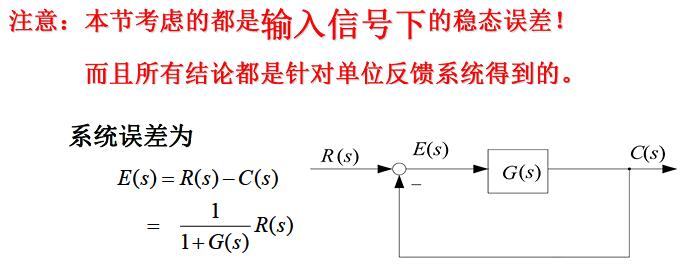 注意：本节考虑的都是输入信号下的稳态误差！
而且所有结论都是针对单位反馈系统得到的。
系统误差为
E(s) = R(s) − C(s)
= 1/(1+G(s)) R(s)
R(s)
E(s)
G(s)
C(s)
−